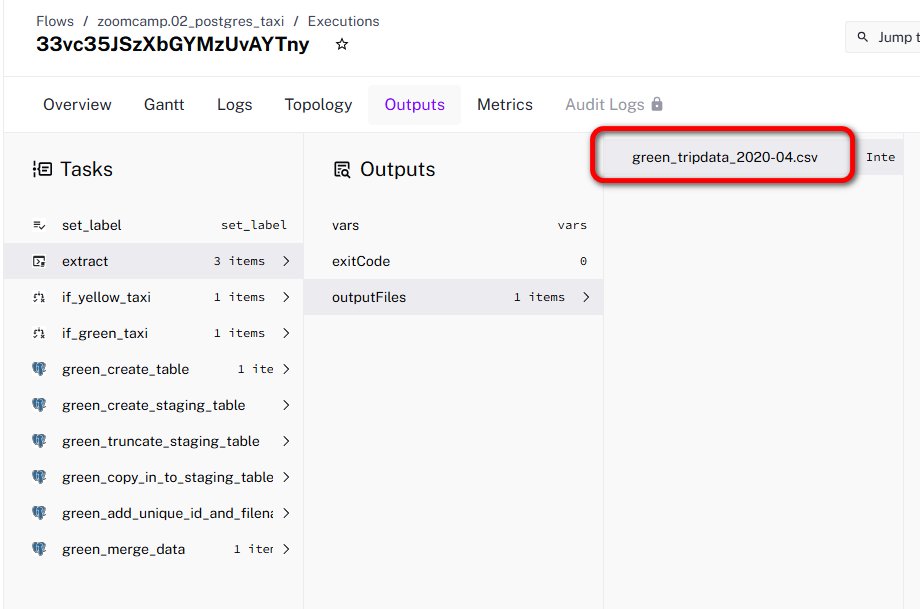 Flows / zoomcamp.02_postgres_taxi / Executions
33vc35JSzXbGYMzUvAYTny
Jump t
Overview Gantt Logs Topology Outputs Metrics Audit Logs
Tasks
set_label set_label
extract 3 items
if_yellow_taxi 1 items
if_green_taxi 1 items
green_create_table 1 ite
green_create_staging_table
green_truncate_staging_table
green_copy_in_to_staging_table
green_add_unique_id_and_filena
green_merge_data 1 iter
Outputs
vars vars
exitCode 0
outputFiles 1 items
green_tripdata_2020-04.csv Inte